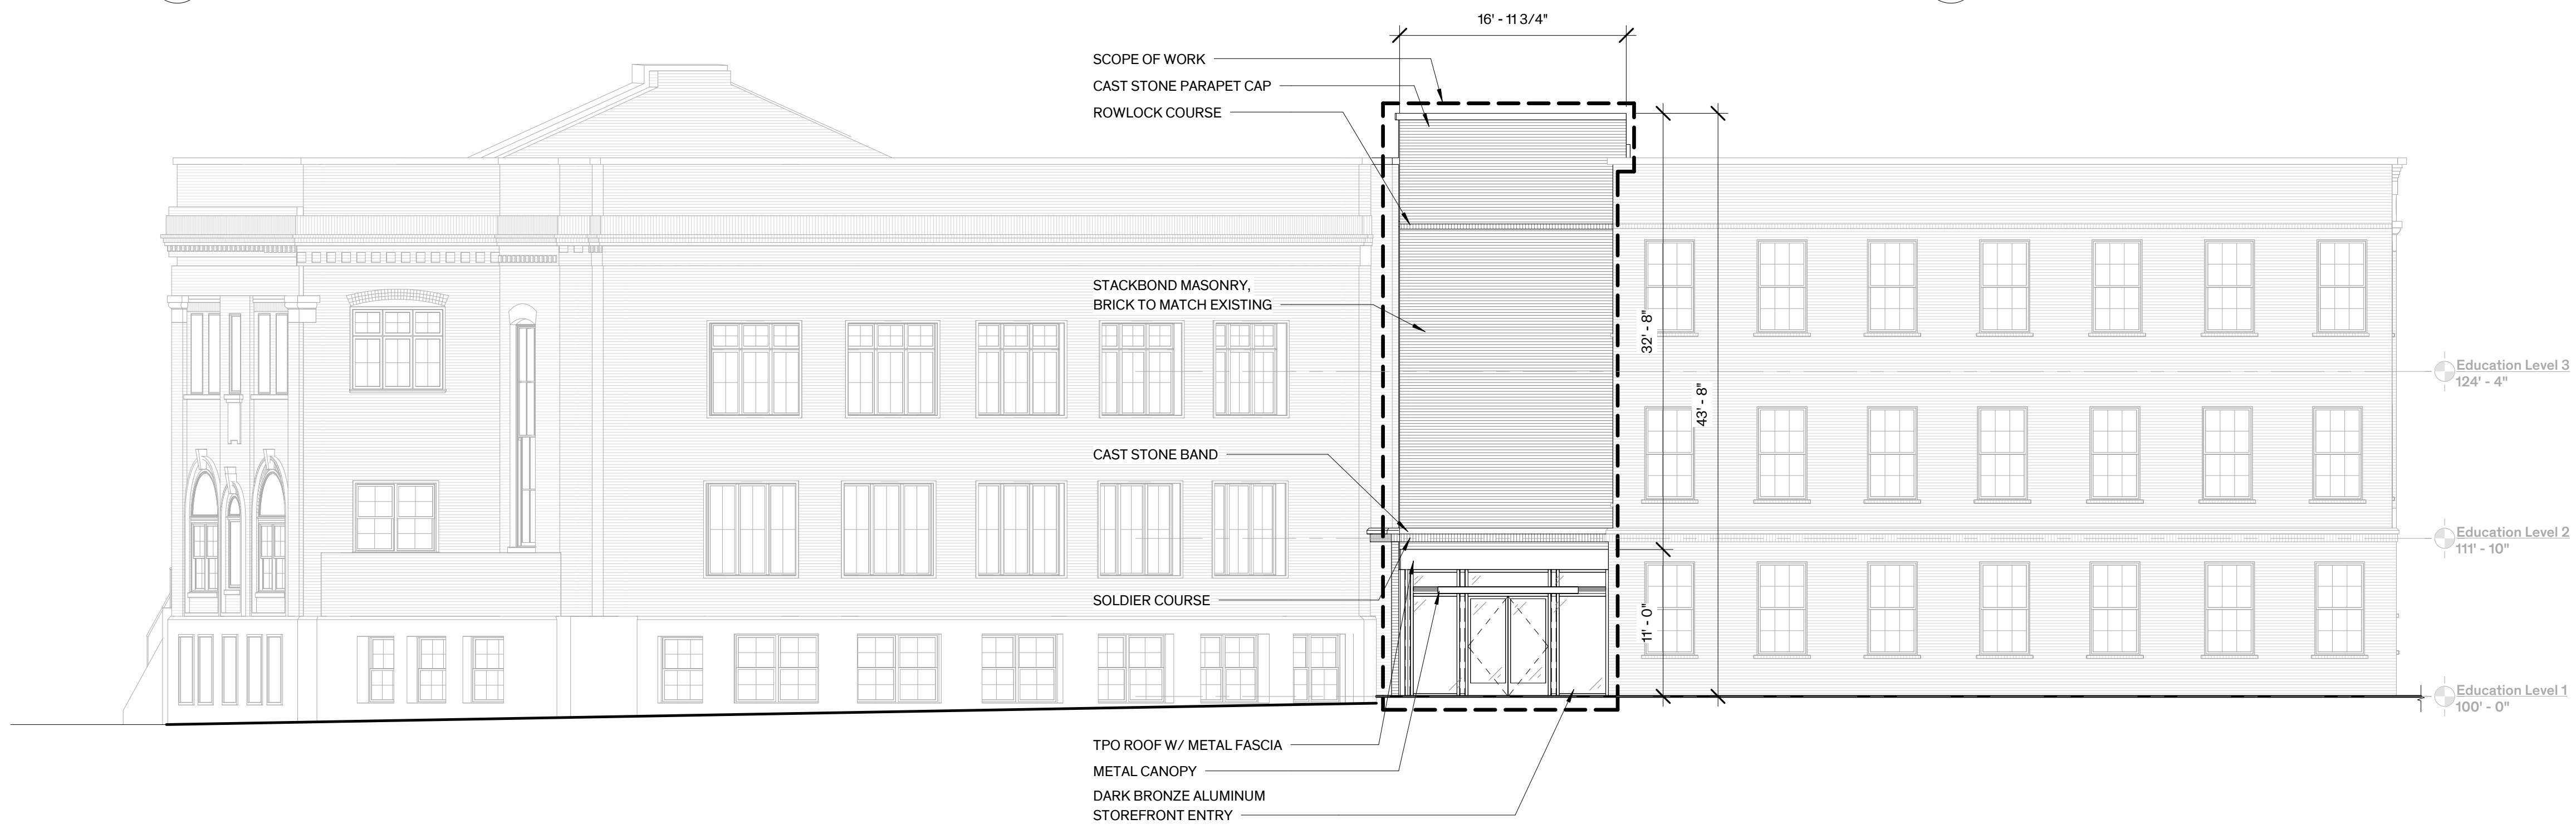 16' - 11 3/4"
SCOPE OF WORK
CAST STONE PARAPET CAP
ROWLOCK COURSE
STACKBOND MASONRY,
BRICK TO MATCH EXISTING
32' - 8"
43' - 8"
Education Level 3
124' - 4"
CAST STONE BAND
Education Level 2
111' - 10"
SOLDIER COURSE
11' - 0"
Education Level 1
100' - 0"
TPO ROOF W/ METAL FASCIA
METAL CANOPY
DARK BRONZE ALUMINUM
STOREFRONT ENTRY